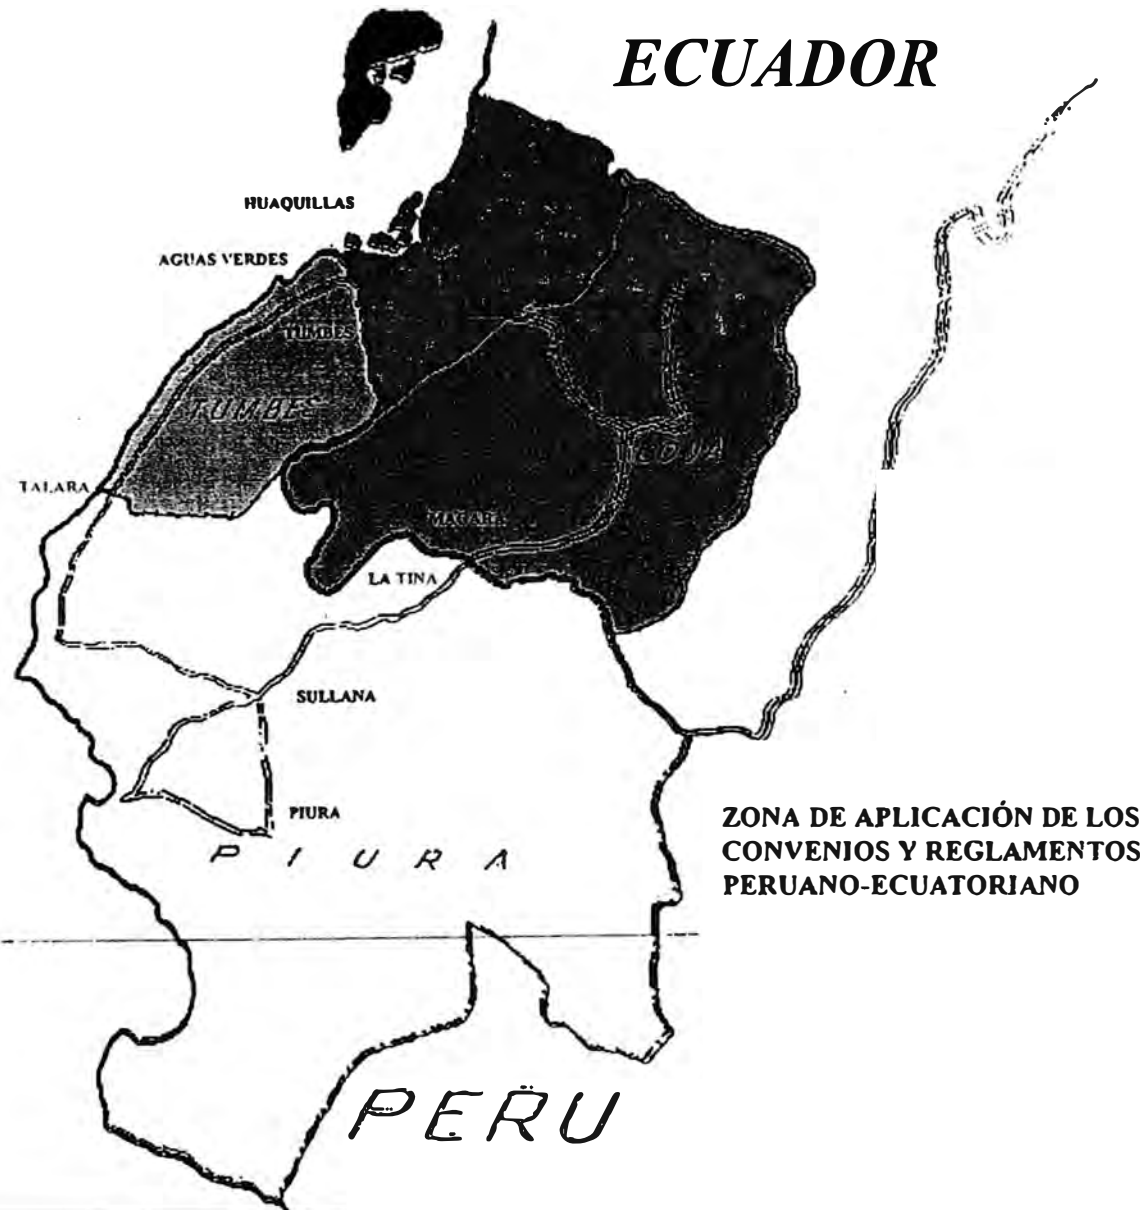 ECUADOR
HUAQUILLAS
AGUAS VERDES
TUMBES
TUMBES
LOJA
TALARA
MACARA
LA TINA
SULLANA
PIURA
PIURA
ZONA DE APLICACIÓN DE LOS
CONVENIOS Y REGLAMENTOS
PERUANO-ECUATORIANO
PERU